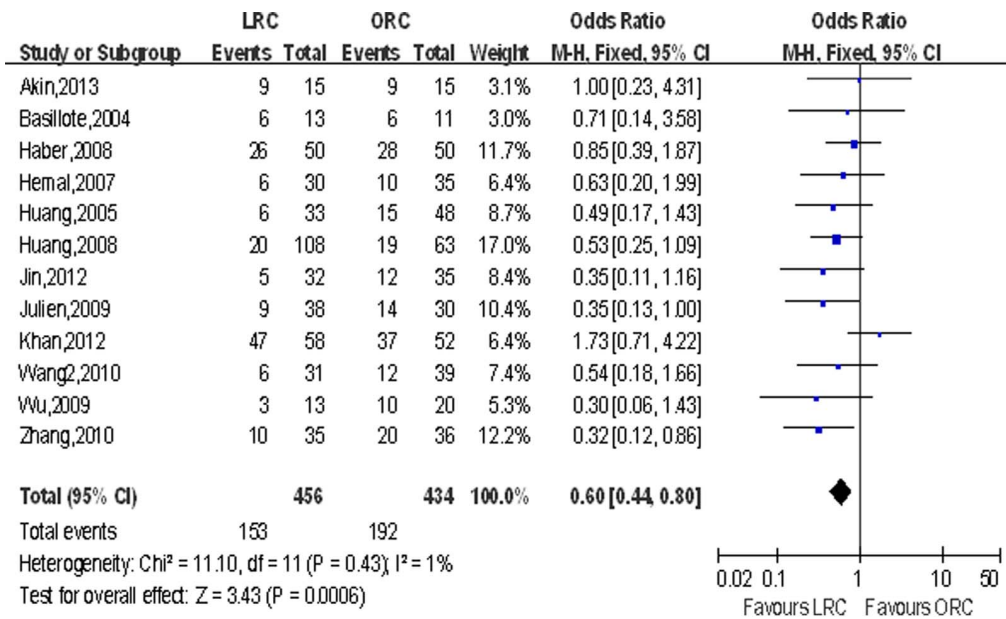 LRC ORC Odds Ratio Odds Ratio
Study or Subgroup Events Total Events Total Weight M-H, Fixed, 95% CI M-H, Fixed, 95% CI
Akin,2013 9 15 9 15 3.1% 1.00 [0.23, 4.31]
Basillote,2004 6 13 6 11 3.0% 0.71 [0.14, 3.58]
Haber,2008 26 50 28 50 11.7% 0.85 [0.39, 1.87]
Hemal,2007 6 30 10 35 6.4% 0.63 [0.20, 1.99]
Huang,2005 6 33 15 48 8.7% 0.49 [0.17, 1.43]
Huang,2008 20 108 19 63 17.0% 0.53 [0.25, 1.09]
Jin,2012 5 32 12 35 8.4% 0.35 [0.11, 1.16]
Julien,2009 9 38 14 30 10.4% 0.35 [0.13, 1.00]
Khan,2012 47 58 37 52 6.4% 1.73 [0.71, 4.22]
Wang2,2010 6 31 12 39 7.4% 0.54 [0.18, 1.66]
Wu,2009 3 13 10 20 5.3% 0.30 [0.06, 1.43]
Zhang,2010 10 35 20 36 12.2% 0.32 [0.12, 0.86]
Total (95% CI) 456 434 100.0% 0.60 [0.44, 0.80]
Total events 153 192
Heterogeneity: Chi² = 11.10, df = 11 (P = 0.43); I² = 1%
Test for overall effect: Z = 3.43 (P = 0.0006)
0.02 0.1 1 10 50
Favours LRC Favours ORC